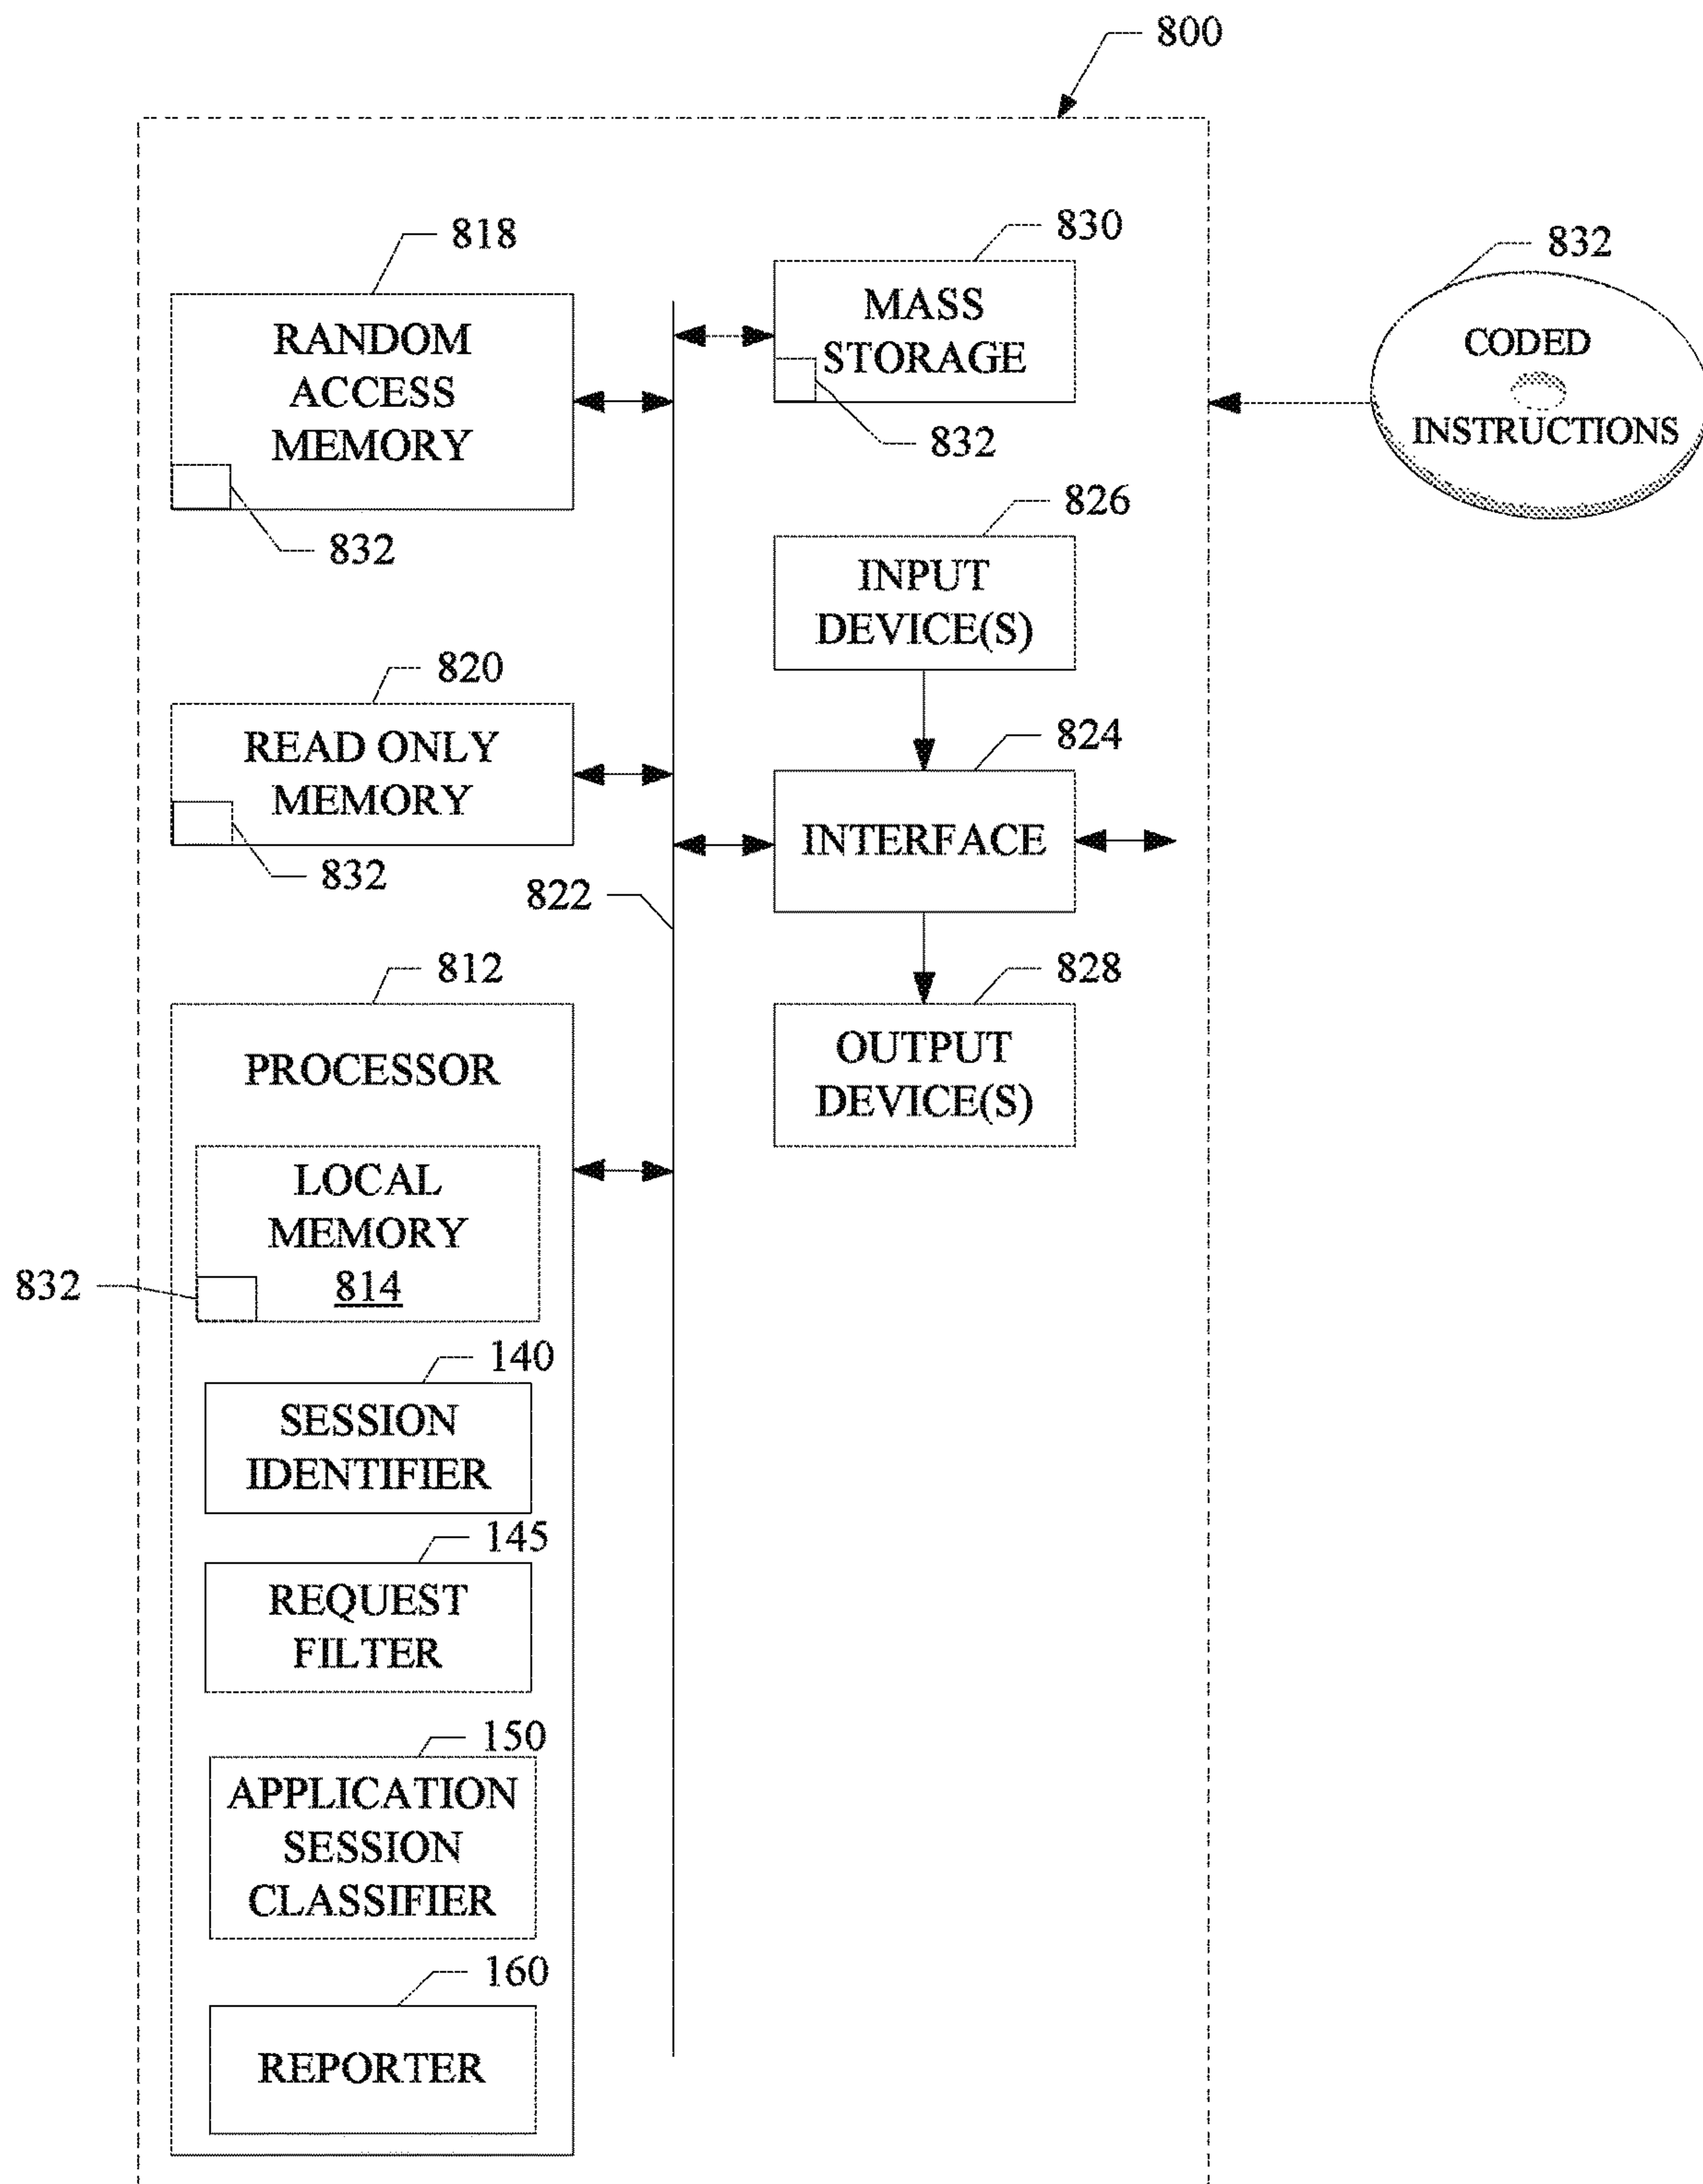 800
818
RANDOM
ACCESS
MEMORY
832
830
MASS
STORAGE
832
832
CODED
INSTRUCTIONS
826
INPUT
DEVICE(S)
820
READ ONLY
MEMORY
832
824
INTERFACE
822
812
PROCESSOR
828
OUTPUT
DEVICE(S)
LOCAL
MEMORY
814
832
140
SESSION
IDENTIFIER
145
REQUEST
FILTER
150
APPLICATION
SESSION
CLASSIFIER
160
REPORTER